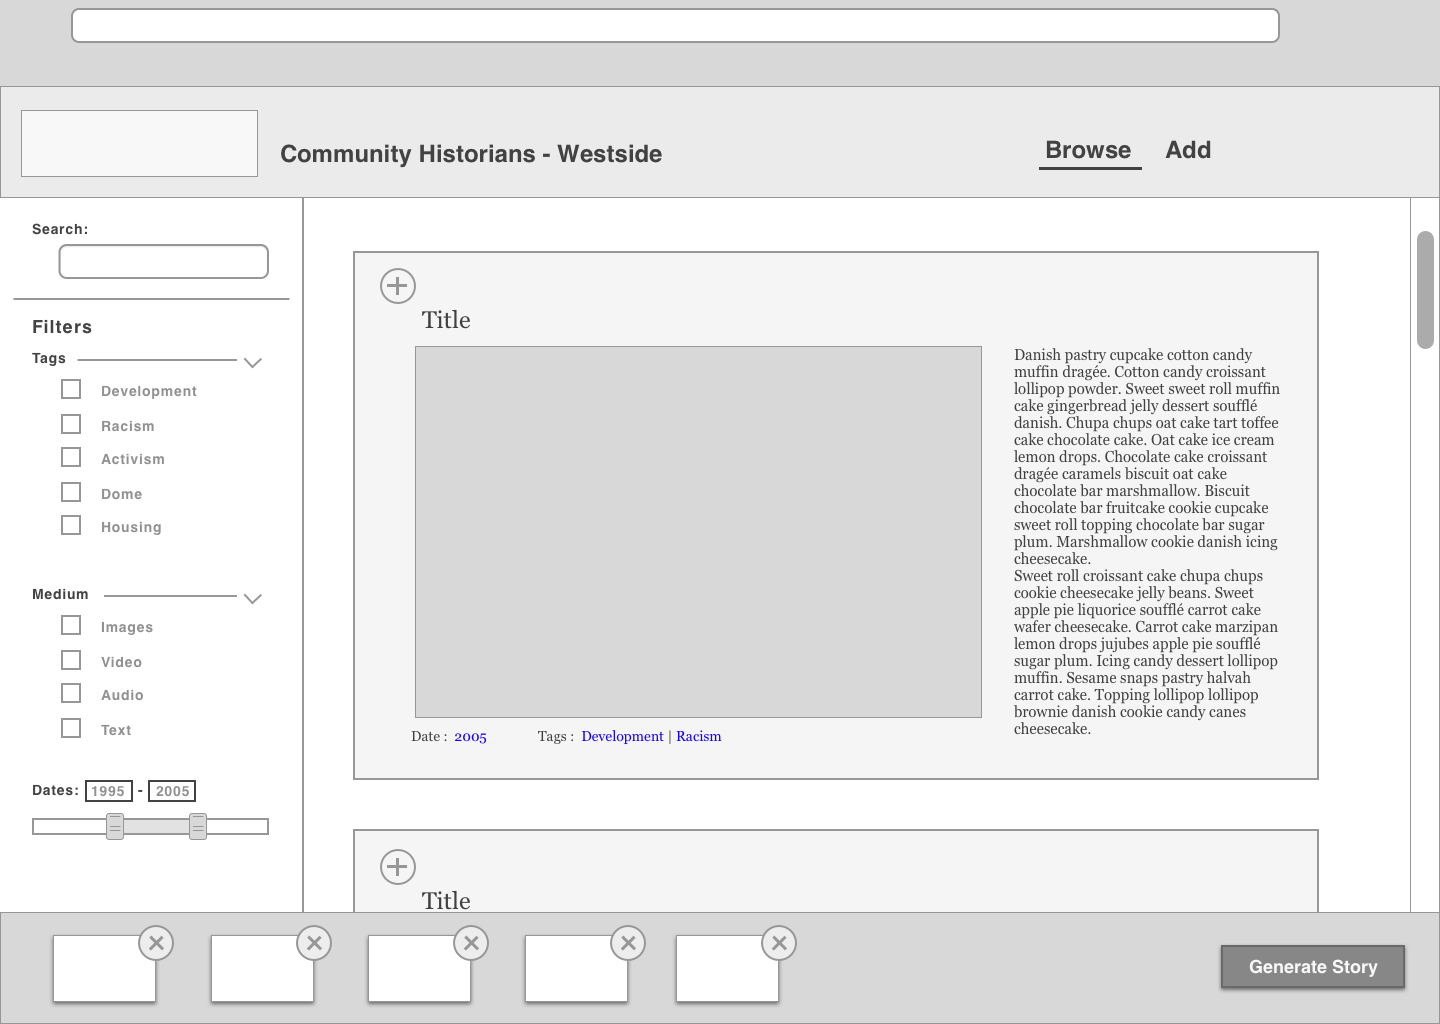 Community Historians - Westside
Browse
Add
Search:
Filters
Tags
Development
Racism
Activism
Dome
Housing
Medium
Images
Video
Audio
Text
Dates: 1995 - 2005
Title
Danish pastry cupcake cotton candy
muffin dragée. Cotton candy croissant
lollipop powder. Sweet sweet roll muffin
cake gingerbread jelly dessert soufflé
danish. Chupa chups oat cake tart toffee
cake chocolate cake. Oat cake ice cream
lemon drops. Chocolate cake croissant
dragée caramels biscuit oat cake
chocolate bar marshmallow. Biscuit
chocolate bar fruitcake cookie cupcake
sweet roll topping chocolate bar sugar
plum. Marshmallow cookie danish icing
cheesecake.
Sweet roll croissant cake chupa chups
cookie cheesecake jelly beans. Sweet
apple pie liquorice soufflé carrot cake
wafer cheesecake. Carrot cake marzipan
lemon drops jujubes apple pie soufflé
sugar plum. Icing candy dessert lollipop
muffin. Sesame snaps pastry halvah
carrot cake. Topping lollipop lollipop
brownie danish cookie candy canes
cheesecake.
Date : 2005
Tags : Development | Racism
Title
Generate Story